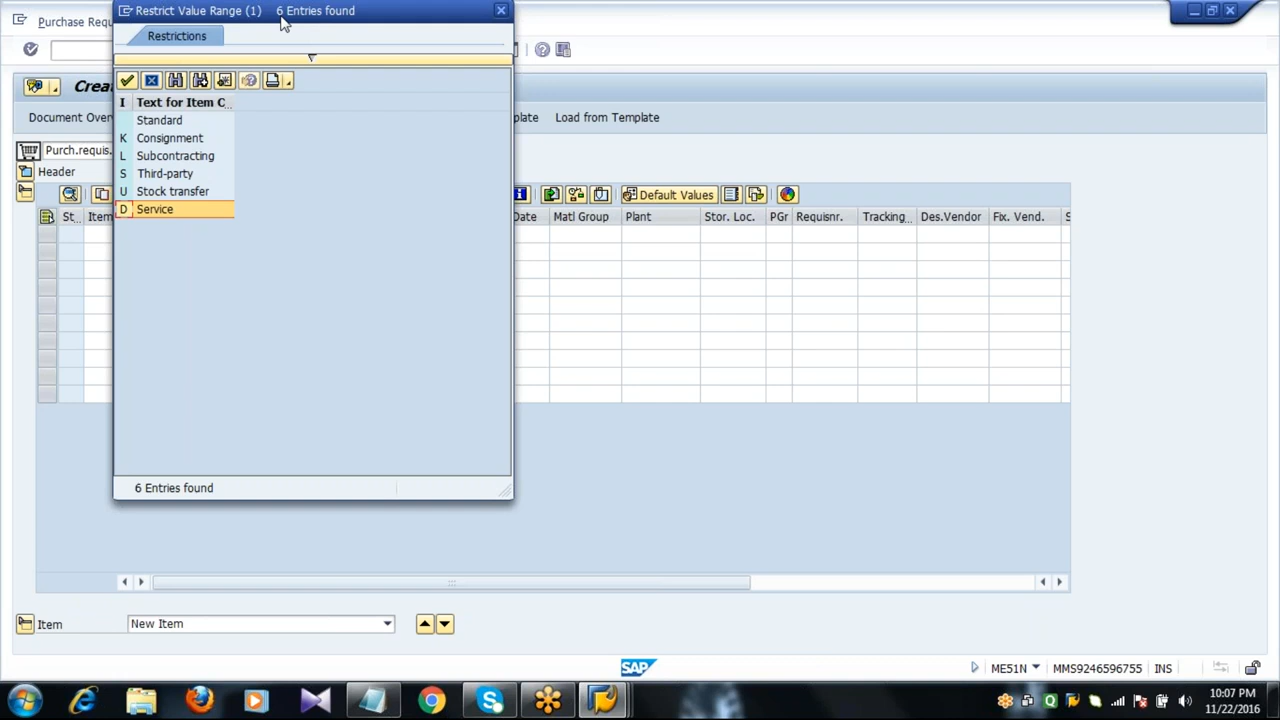 Restrict Value Range (1) 6 Entries found
Purchase Requ
Restrictions
Creat
I Text for Item C...
Document Over
plate Load from Template
Standard
K Consignment
Purch.requis.
L Subcontracting
Header
S Third-party
U Stock transfer
Default Values
D Service
St... Item
Date Matl Group Plant Stor. Loc. PGr Requisnr. Tracking... Des.Vendor Fix. Vend. S
6 Entries found
Item New Item
SAP ME51N MMS9246596755 INS
10:07 PM
11/22/2016